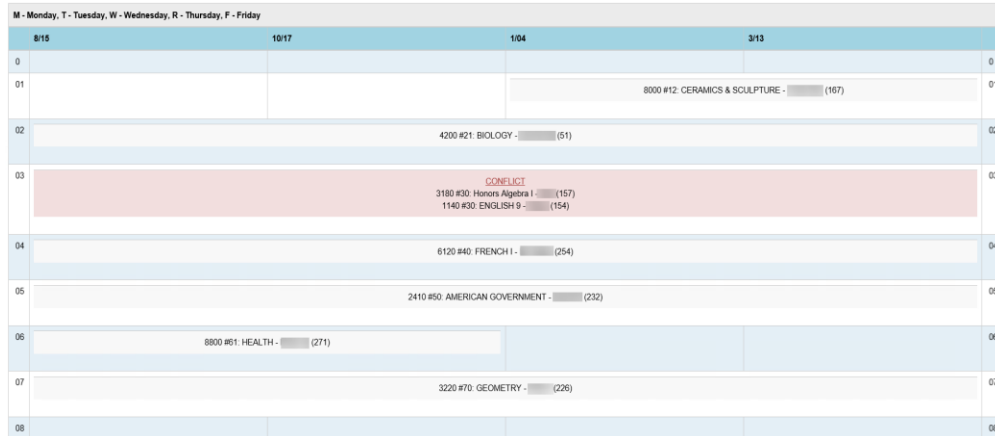 M - Monday, T - Tuesday, W - Wednesday, R - Thursday, F - Friday
8/15 10/17 1/04 3/13
0 0
01 8000 #12: CERAMICS & SCULPTURE - (167) 01
02 4200 #21: BIOLOGY - (51) 02
03 CONFLICT 03
3180 #30: Honors Algebra I - (157)
1140 #30: ENGLISH 9 - (154)
04 6120 #40: FRENCH I - (254) 04
05 2410 #50: AMERICAN GOVERNMENT - (232) 05
06 8800 #61: HEALTH - (271) 06
07 3220 #70: GEOMETRY - (226) 07
08 08